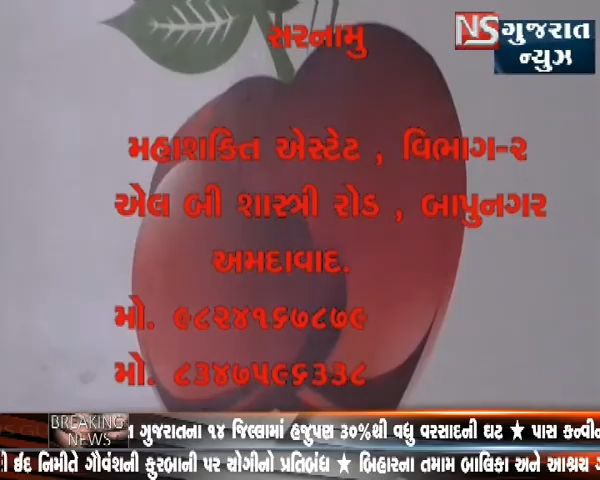 સરનામુ
NS ગુજરાત
ન્યુઝ
મહાશકિત એસ્ટેટ , વિભાગ-૨
એલ બી શાસ્ત્રી રોડ , બાપુનગર
અમદાવાદ.
મો. ૯૮૨૪૧૬૭૮૭૯
મો. ૮૩૪૭૫૯૬૩૩૮
BREAKING
NEWS
ગુજરાતના ૧૪ જિલ્લામાં હજુપણ ૩૦%થી વધુ વરસાદની ઘટ ★ પાસ કન્વીન
ઈદ નિમીતે ગૌવંશની કુરબાની પર યોગીનો પ્રતિબંધ ★ બિહારના તમામ બાલિકા અને આશ્રય